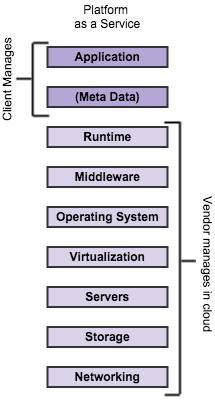 Platform
as a Service
Client Manages
Application
(Meta Data)
Runtime
Middleware
Operating System
Virtualization
Servers
Storage
Networking
Vendor manages in cloud